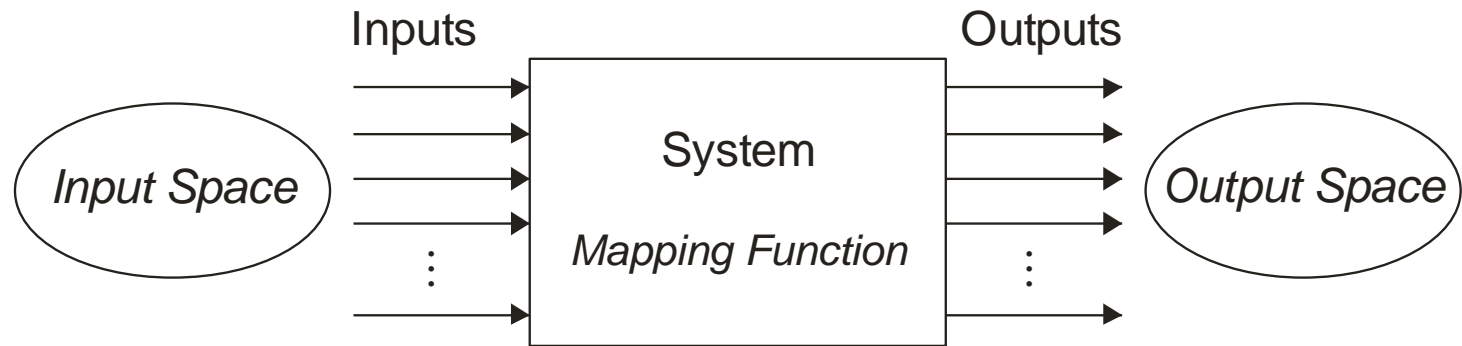 Inputs
Outputs
Input Space
System
Mapping Function
Output Space